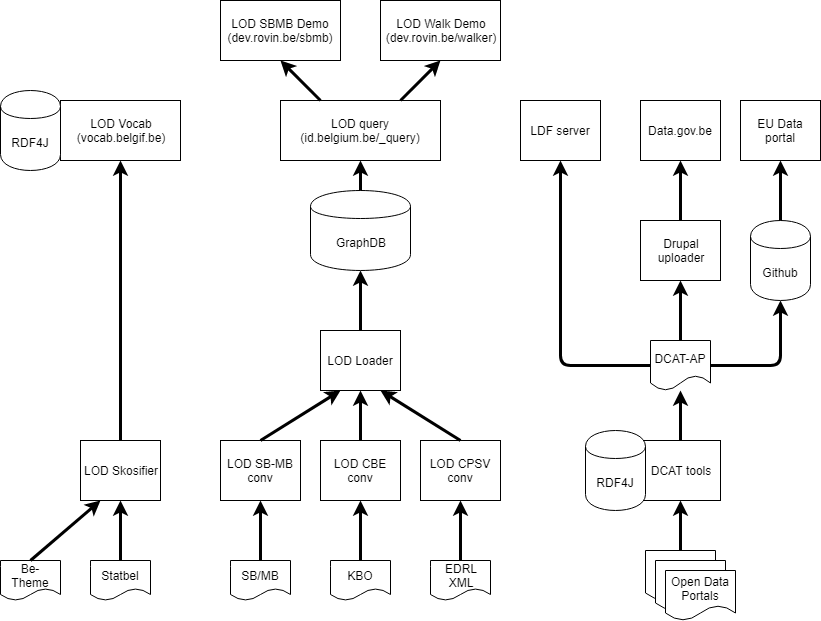 LOD SBMB Demo
(dev.rovin.be/sbmb)
LOD Walk Demo
(dev.rovin.be/walker)
RDF4J
LOD Vocab
(vocab.belgif.be)
LOD query
(id.belgium.be/_query)
LDF server
Data.gov.be
EU Data
portal
GraphDB
Drupal
uploader
Github
LOD Loader
DCAT-AP
LOD Skosifier
LOD SB-MB
conv
LOD CBE
conv
LOD CPSV
conv
RDF4J
DCAT tools
Be-
Theme
Statbel
SB/MB
KBO
EDRL
XML
Open Data
Portals